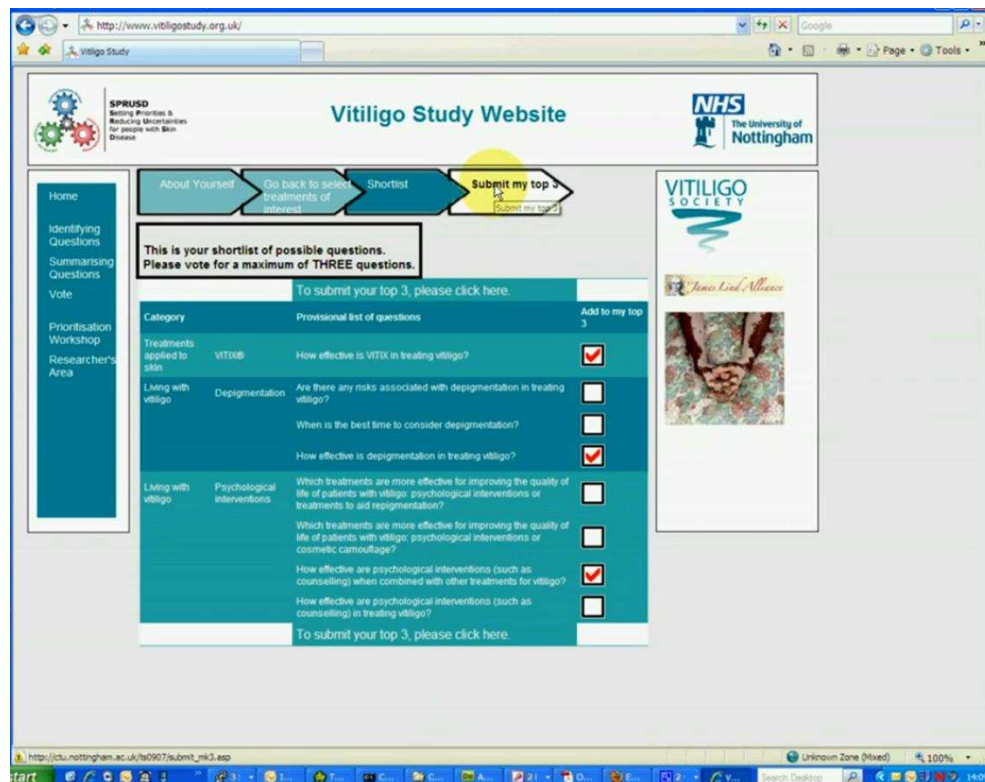 http://www.vitiligostudy.org.uk/
Google
Vitiligo Study
Page
Tools
SPRUSD
Setting Priorities &
Reducing Uncertainties
for people with Skin
Disease
Vitiligo Study Website
NHS
The University of
Nottingham
Home
Identifying
Questions
Summarising
Questions
Vote
Prioritisation
Workshop
Researcher's
Area
About Yourself
Go back to select
treatments of
interest
Shortlist
Submit my top 3
Submit my top 3
This is your shortlist of possible questions.
Please vote for a maximum of THREE questions.
To submit your top 3, please click here.
Category
Provisional list of questions
Add to my top
3
Treatments
applied to
skin
VITIX®
How effective is VITIX in treating vitiligo?
Living with
vitiligo
Depigmentation
Are there any risks associated with depigmentation in treating
vitiligo?
When is the best time to consider depigmentation?
How effective is depigmentation in treating vitiligo?
Living with
vitiligo
Psychological
interventions
Which treatments are more effective for improving the quality of
life of patients with vitiligo: psychological interventions or
treatments to aid repigmentation?
Which treatments are more effective for improving the quality of
life of patients with vitiligo: psychological interventions or
cosmetic camouflage?
How effective are psychological interventions (such as
counselling) when combined with other treatments for vitiligo?
How effective are psychological interventions (such as
counselling) in treating vitiligo?
To submit your top 3, please click here.
VITILIGO
SOCIETY
James Lind Alliance
http://ctu.nottingham.ac.uk/ts0907/submit_mk3.asp
Unknown Zone (Mixed)
100%
start
Search Desktop